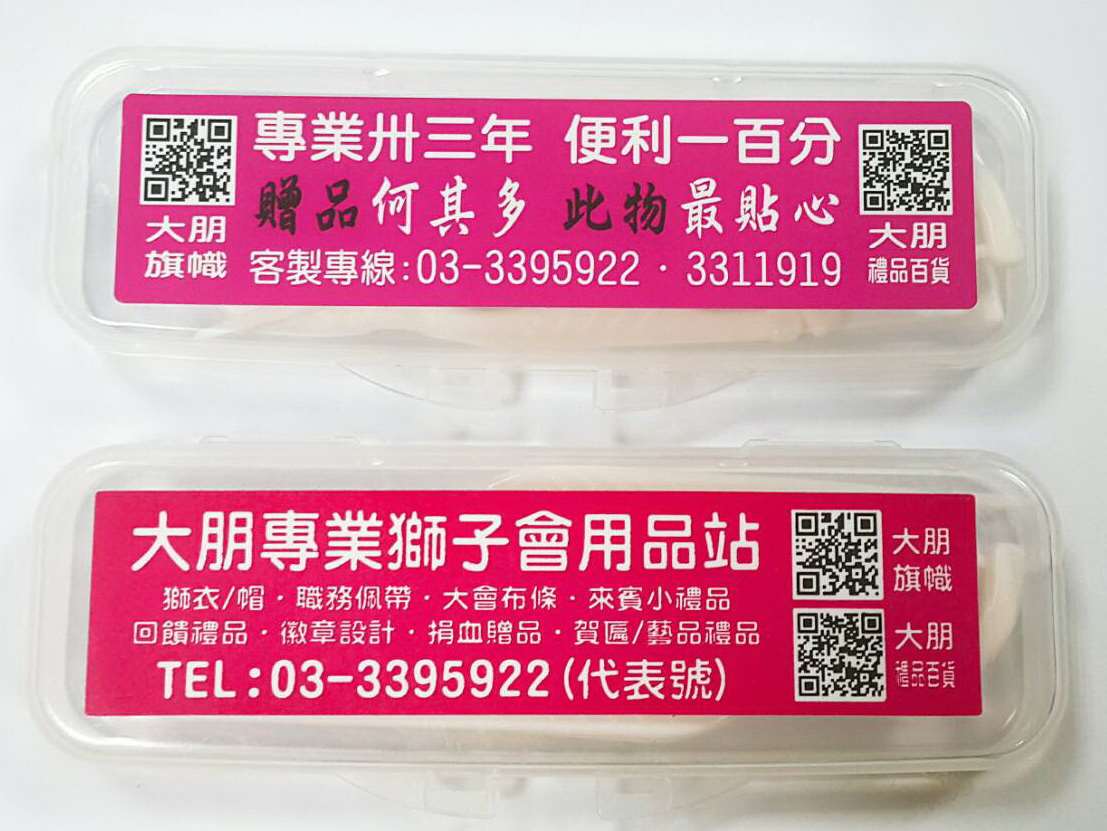 專業卅三年 便利一百分
贈品何其多 此物最貼心
客製專線:03-3395922·3311919
大朋
旗幟
大朋
禮品百貨
大朋專業獅子會用品站
獅衣/帽·職務佩帶·大會布條·來賓小禮品
回饋禮品·徽章設計·捐血贈品·賀匾/藝品禮品
TEL:03-3395922(代表號)
大朋
旗幟
大朋
禮品百貨